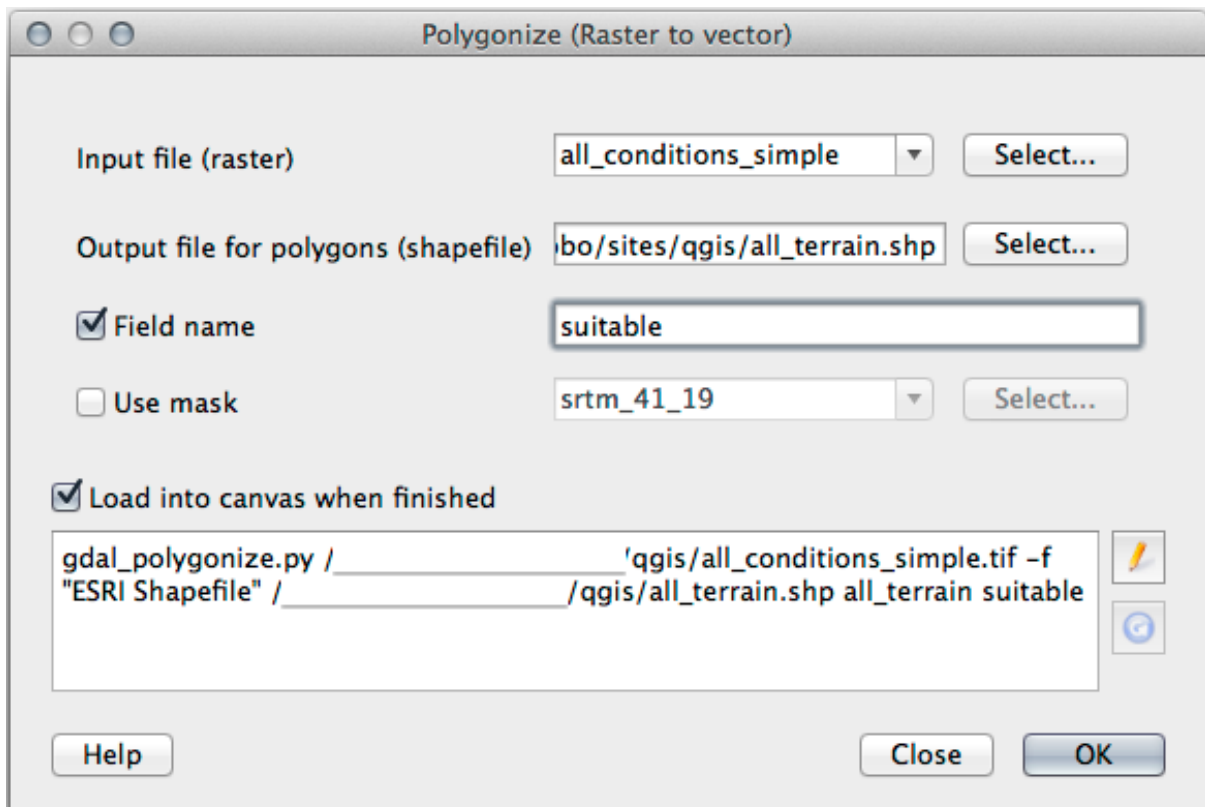 Polygonize (Raster to vector)
Input file (raster) all_conditions_simple Select...
Output file for polygons (shapefile) bo/sites/qgis/all_terrain.shp Select...
Field name suitable
Use mask srtm_41_19 Select...
Load into canvas when finished
gdal_polygonize.py /____________________/qgis/all_conditions_simple.tif -f
"ESRI Shapefile" /____________________/qgis/all_terrain.shp all_terrain suitable
Help Close OK